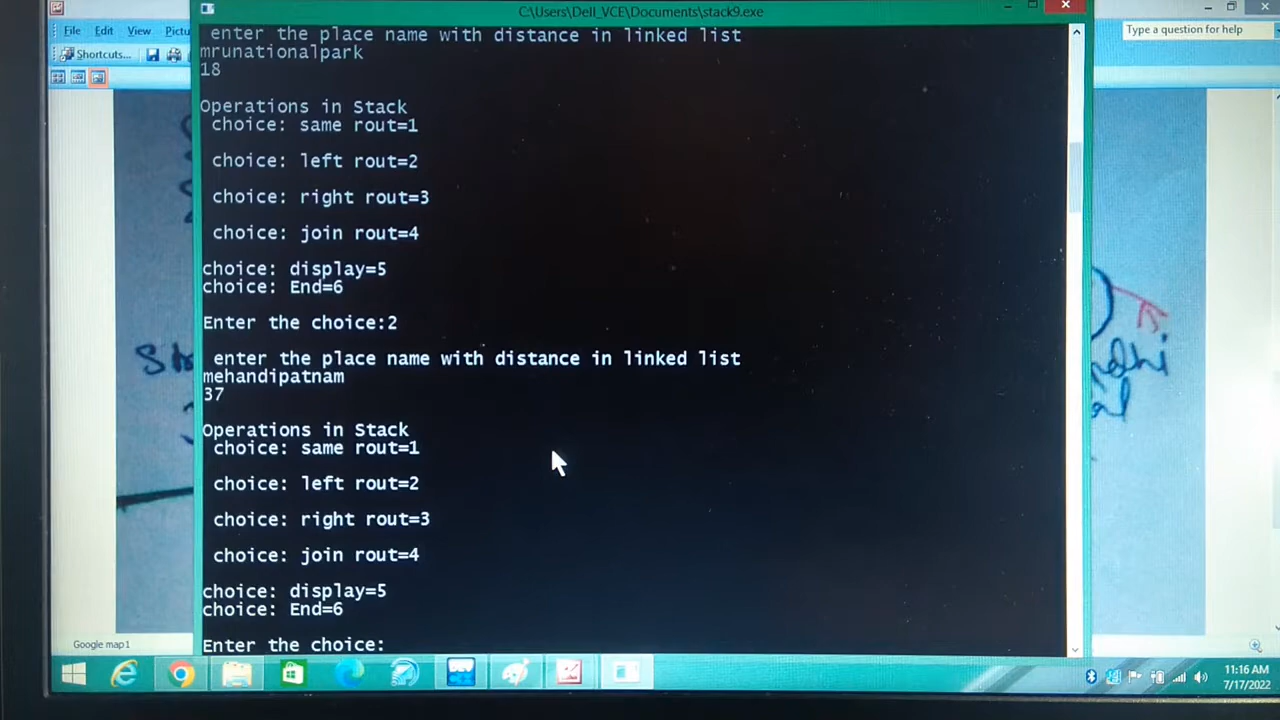 C:\Users\Dell_VCE\Documents\stack9.exe
File Edit View
Type a question for help
Shortcuts...
enter the place name with distance in linked list
mrunationalpark
18
Operations in Stack
choice: same rout=1
choice: left rout=2
choice: right rout=3
choice: join rout=4
choice: display=5
choice: End=6
Enter the choice:2
enter the place name with distance in linked list
mehandipatnam
37
Operations in Stack
choice: same rout=1
choice: left rout=2
choice: right rout=3
choice: join rout=4
choice: display=5
choice: End=6
Enter the choice:
Google map1
11:16 AM
7/17/2022